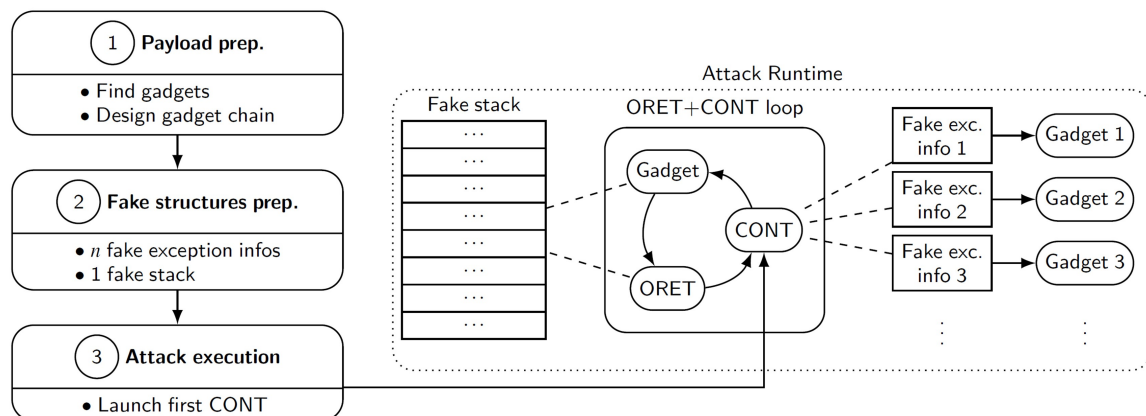 1 Payload prep.
• Find gadgets
• Design gadget chain
2 Fake structures prep.
• n fake exception infos
• 1 fake stack
3 Attack execution
• Launch first CONT
Attack Runtime
Fake stack
...
...
...
...
...
...
...
...
ORET+CONT loop
Gadget
CONT
ORET
Fake exc.
info 1
Gadget 1
Fake exc.
info 2
Gadget 2
Fake exc.
info 3
Gadget 3